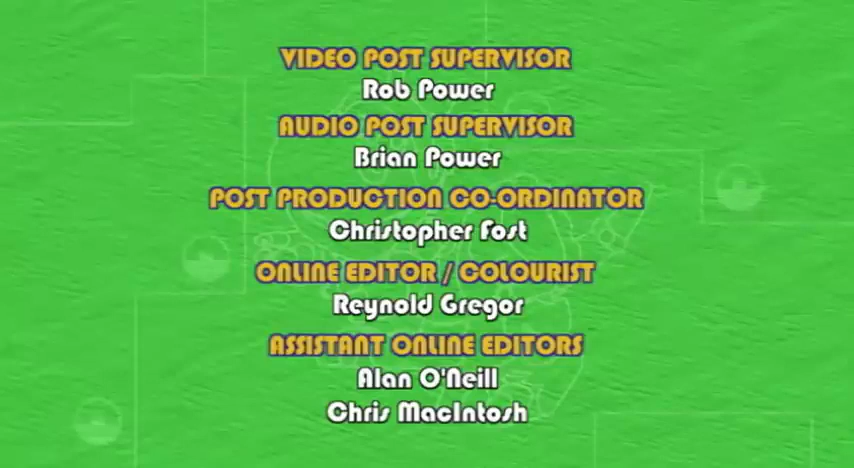 VIDEO POST SUPERVISOR
Rob Power
AUDIO POST SUPERVISOR
Brian Power
POST PRODUCTION CO-ORDINATOR
Christopher Fost
ONLINE EDITOR / COLOURIST
Reynold Gregor
ASSISTANT ONLINE EDITORS
Alan O'Neill
Chris MacIntosh